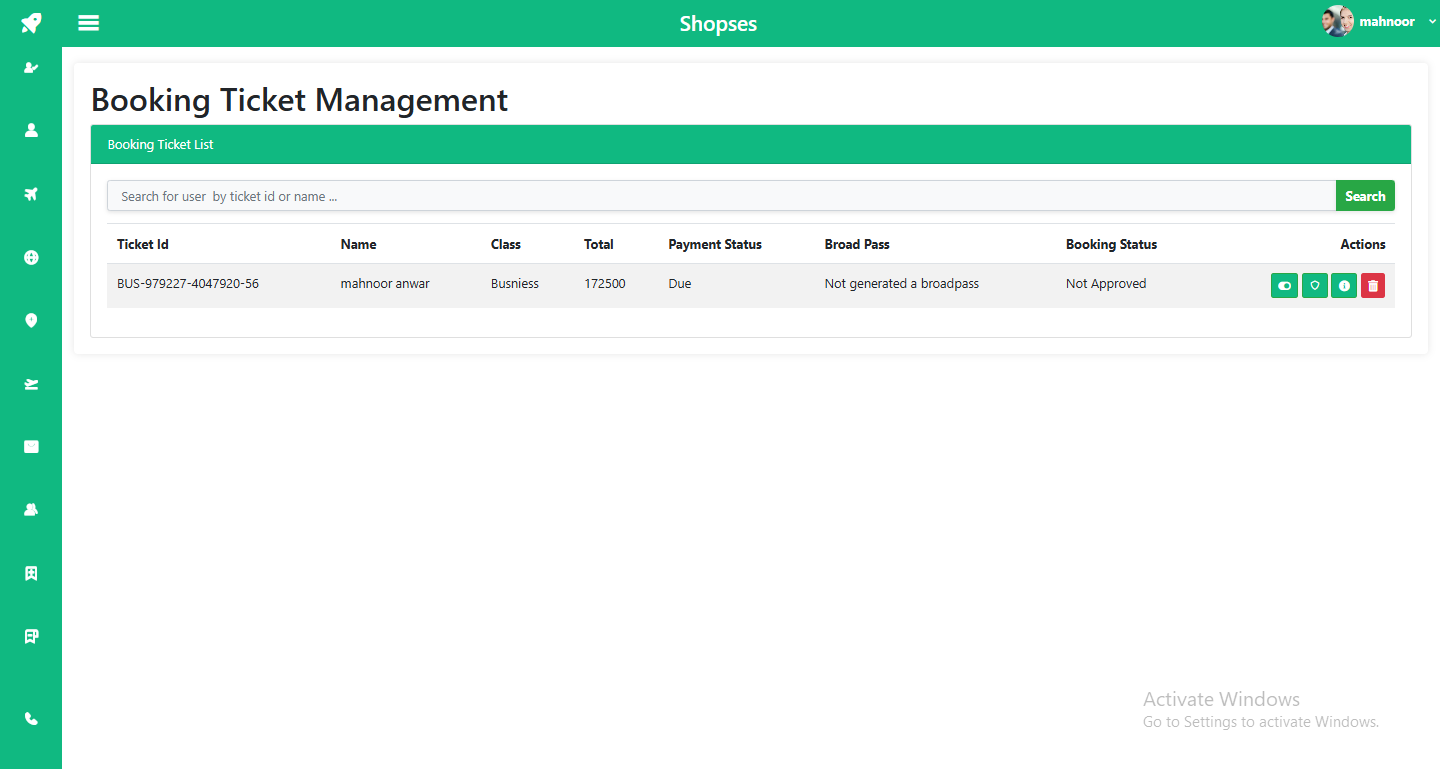 Shopses
mahnoor
Booking Ticket Management
Booking Ticket List
Search for user  by ticket id or name ...
Search
Ticket Id Name Class Total Payment Status Broad Pass Booking Status Actions
BUS-979227-4047920-56 mahnoor anwar Busniess 172500 Due Not generated a broadpass Not Approved
Activate Windows
Go to Settings to activate Windows.